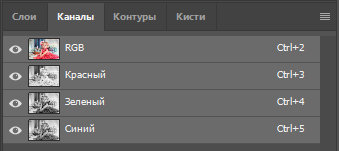 Слои Каналы Контуры Кисти
RGB Ctrl+2
Красный Ctrl+3
Зеленый Ctrl+4
Синий Ctrl+5